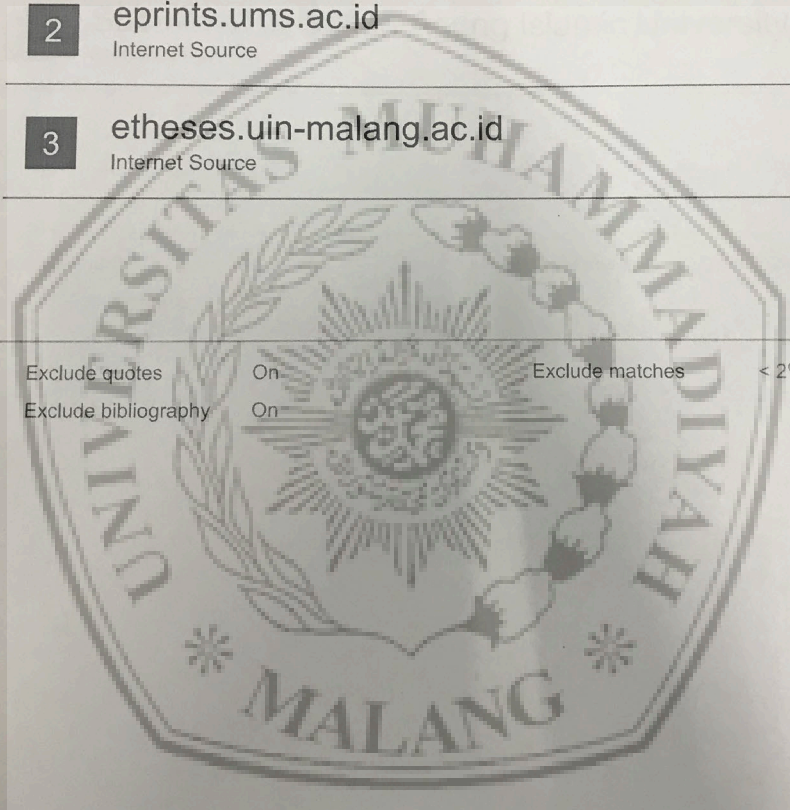 2
eprints.ums.ac.id
Internet Source
3
etheses.uin-malang.ac.id
Internet Source
Exclude quotes On Exclude matches < 2
Exclude bibliography On
UNIVERSITAS MUHAMMADIYAH
MALANG